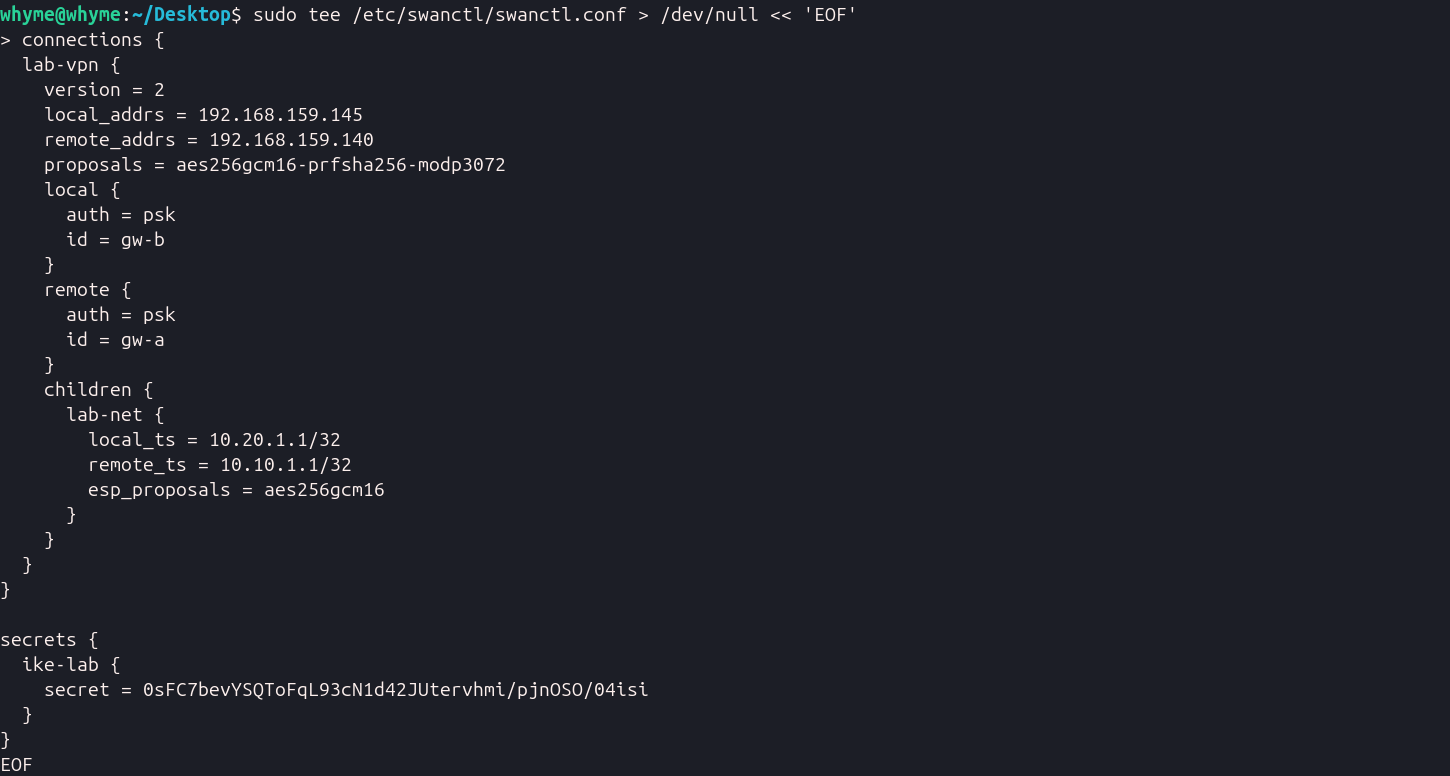 whyme@whyme:~/Desktop$ sudo tee /etc/swanctl/swanctl.conf > /dev/null << 'EOF'
> connections {
  lab-vpn {
    version = 2
    local_addrs = 192.168.159.145
    remote_addrs = 192.168.159.140
    proposals = aes256gcm16-prfsha256-modp3072
    local {
      auth = psk
      id = gw-b
    }
    remote {
      auth = psk
      id = gw-a
    }
    children {
      lab-net {
        local_ts = 10.20.1.1/32
        remote_ts = 10.10.1.1/32
        esp_proposals = aes256gcm16
      }
    }
  }
}

secrets {
  ike-lab {
    secret = 0sFC7bevYSQToFqL93cN1d42JUtervhmi/pjnOSO/04isi
  }
}
EOF